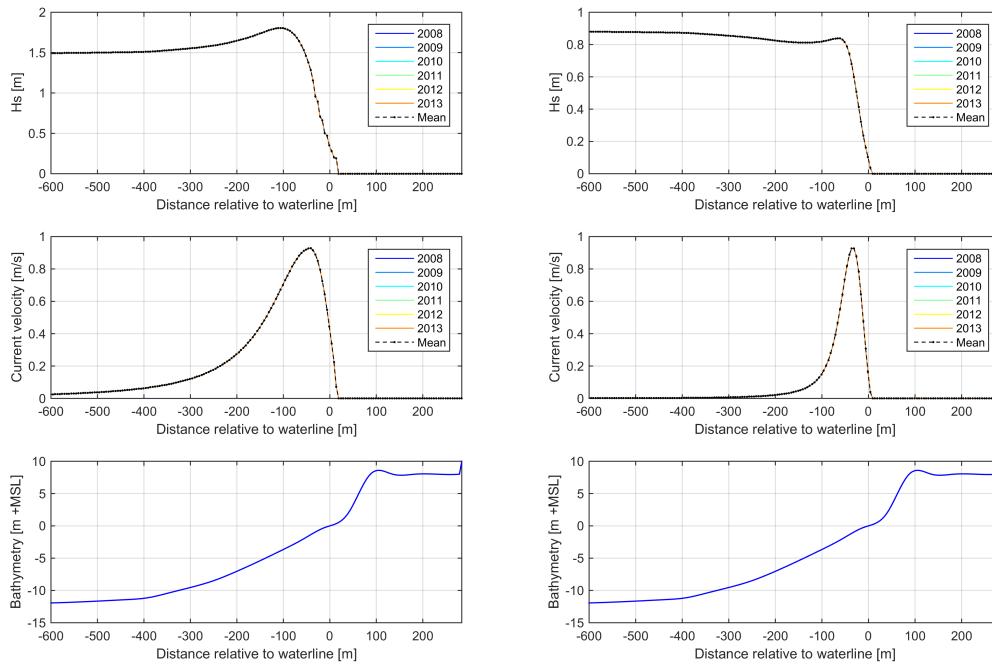 2
1.5
1
0.5
0
Hs [m]
-600 -500 -400 -300 -200 -100 0 100 200
Distance relative to waterline [m]
2008
2009
2010
2011
2012
2013
Mean
1
0.8
0.6
0.4
0.2
0
Hs [m]
-600 -500 -400 -300 -200 -100 0 100 200
Distance relative to waterline [m]
2008
2009
2010
2011
2012
2013
Mean
1
0.8
0.6
0.4
0.2
0
Current velocity [m/s]
-600 -500 -400 -300 -200 -100 0 100 200
Distance relative to waterline [m]
2008
2009
2010
2011
2012
2013
Mean
1
0.8
0.6
0.4
0.2
0
Current velocity [m/s]
-600 -500 -400 -300 -200 -100 0 100 200
Distance relative to waterline [m]
2008
2009
2010
2011
2012
2013
Mean
10
5
0
-5
-10
-15
Bathymetry [m +MSL]
-600 -500 -400 -300 -200 -100 0 100 200
Distance relative to waterline [m]
10
5
0
-5
-10
-15
Bathymetry [m +MSL]
-600 -500 -400 -300 -200 -100 0 100 200
Distance relative to waterline [m]